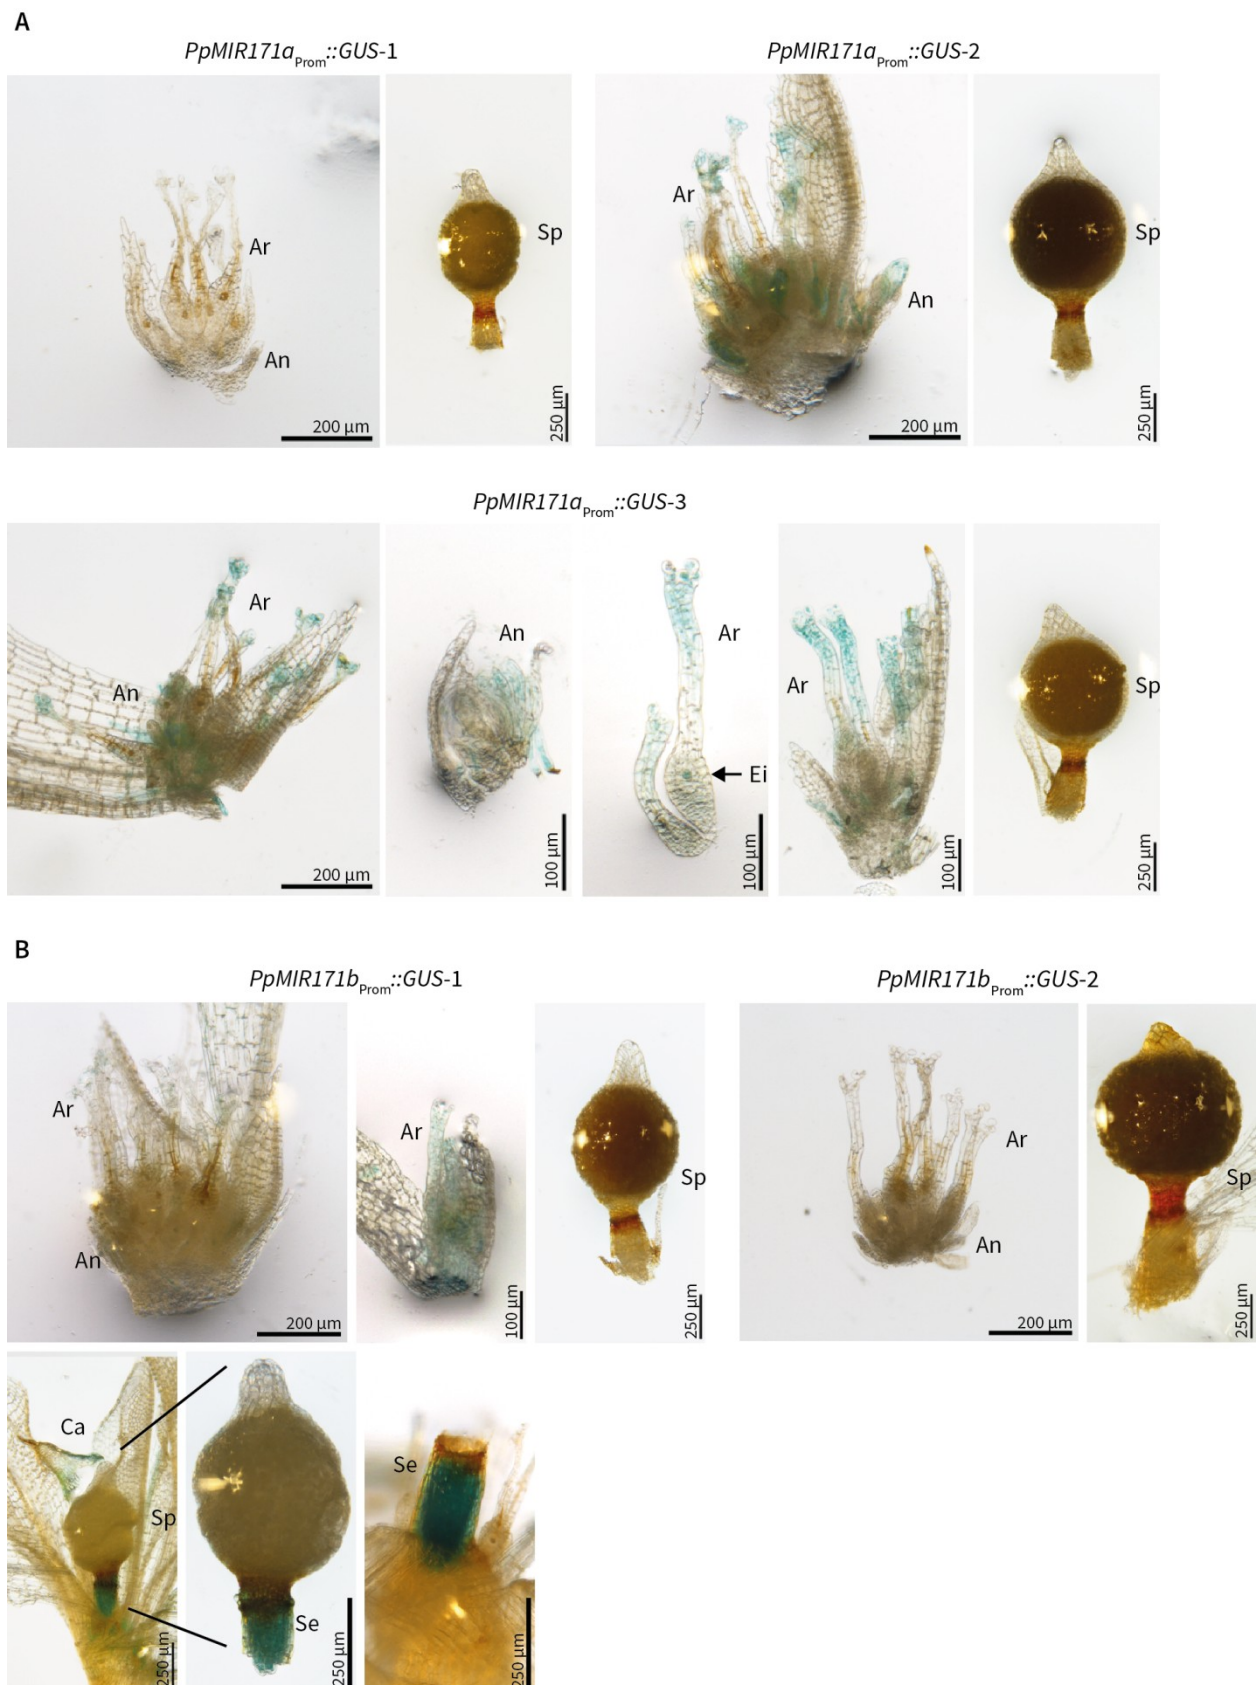 A
PpMIR171aProm::GUS-1
PpMIR171aProm::GUS-2
Ar
An
200 µm
Sp
250 µm
Ar
An
200 µm
Sp
250 µm
PpMIR171aProm::GUS-3
Ar
An
200 µm
An
100 µm
Ar
Ei
100 µm
Ar
100 µm
Sp
250 µm
B
PpMIR171bProm::GUS-1
PpMIR171bProm::GUS-2
Ar
An
200 µm
Ar
100 µm
Sp
250 µm
Ar
An
200 µm
Sp
250 µm
Ca
Sp
250 µm
Se
250 µm
Se
250 µm